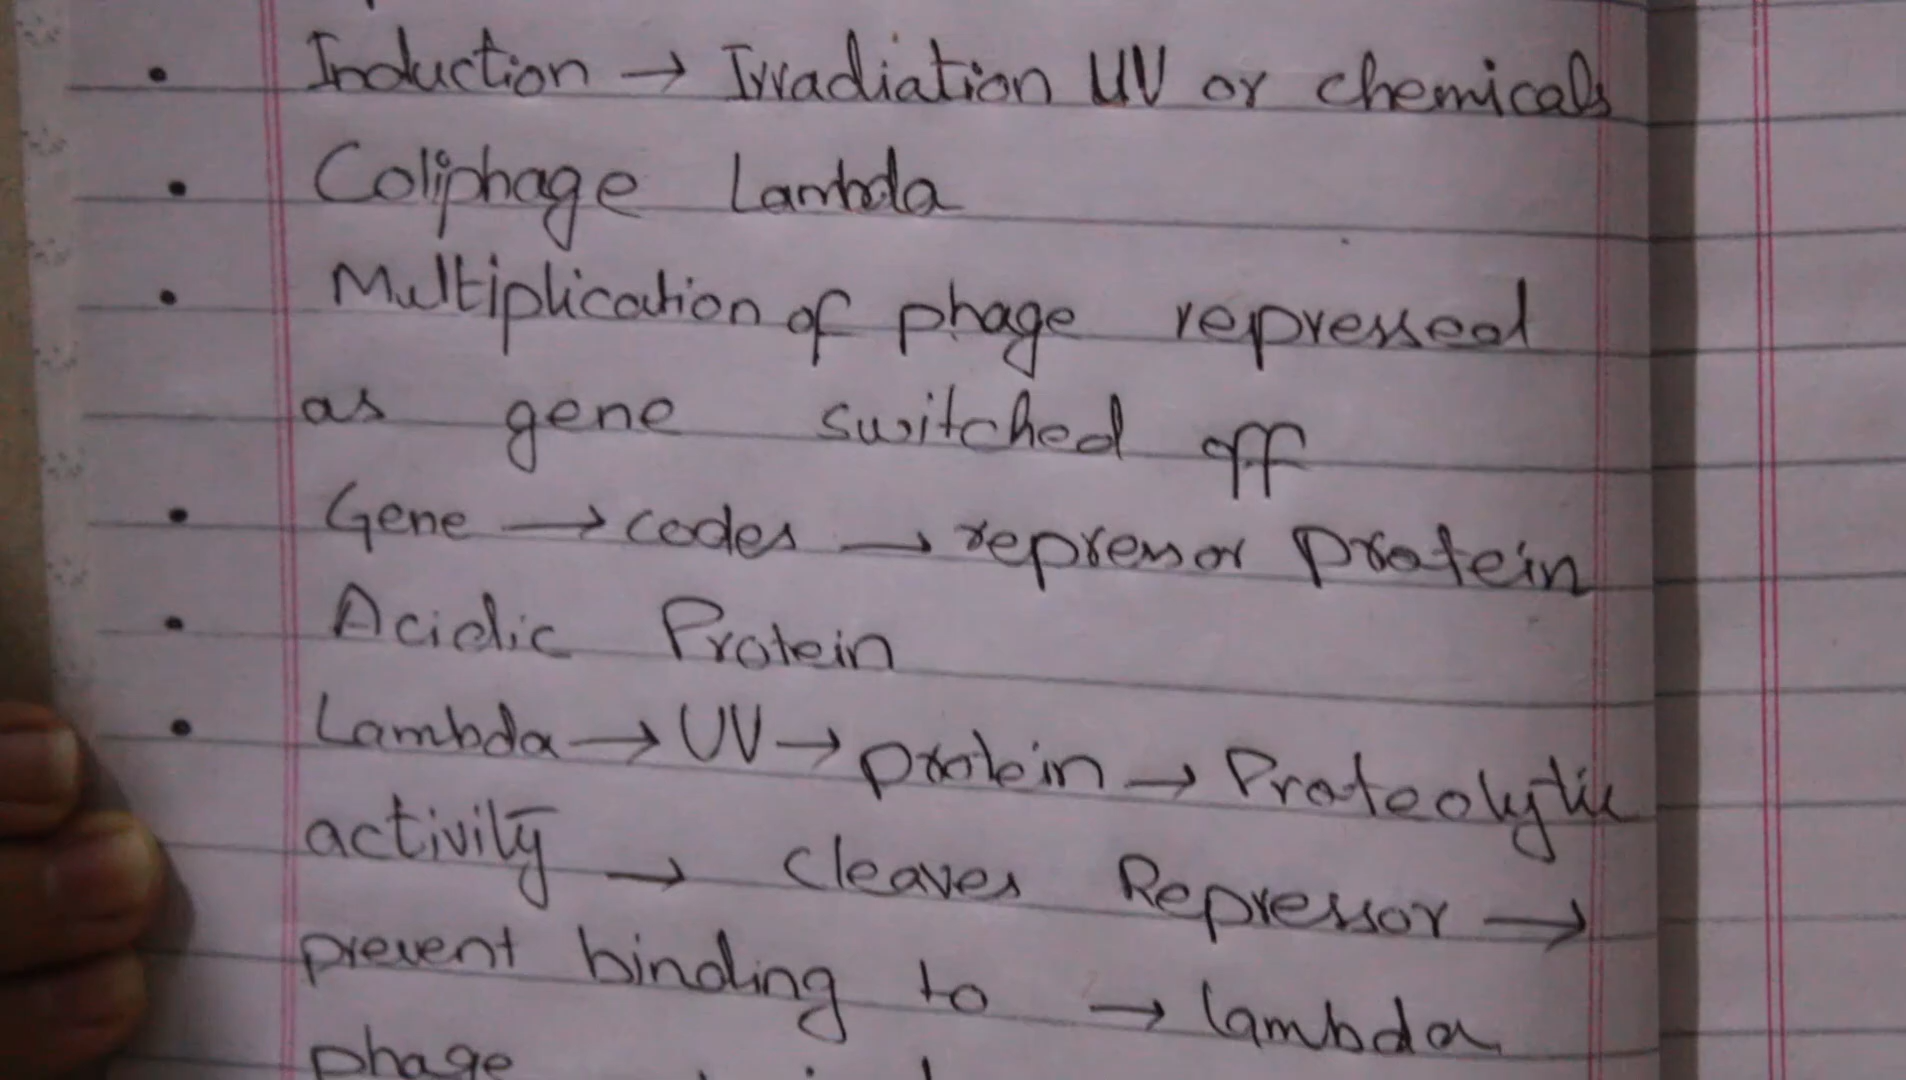 • Induction → Irradiation UV or chemicals
• Coliphage Lambda
• Multiplication of phage repressed
as gene switched off
• Gene → codes → repressor protein
• Acidic Protein
• Lambda → UV → protein → Proteolytic
activity → cleaves Repressor →
prevent binding to → lambda
phage